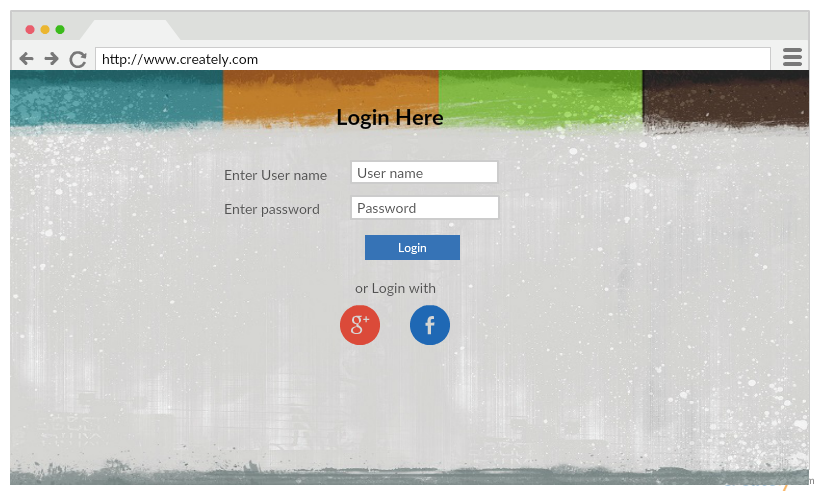 http://www.creately.com
Login Here
Enter User name
User name
Enter password
Password
Login
or Login with
g+
f